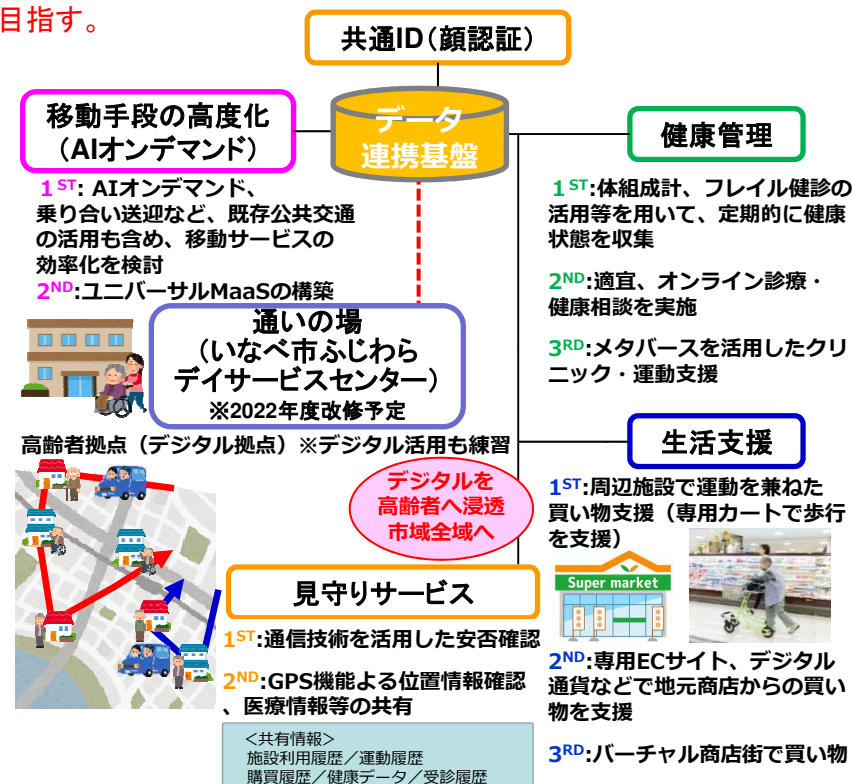 目指す。
共通ID（顔認証）
データ
連携基盤
移動手段の高度化
（AIオンデマンド）
1ST: AIオンデマンド、
乗り合い送迎など、既存公共交通
の活用も含め、移動サービスの
効率化を検討
2ND:ユニバーサルMaaSの構築
通いの場
（いなべ市ふじわら
デイサービスセンター）
※2022年度改修予定
高齢者拠点（デジタル拠点）※デジタル活用も練習
デジタルを
高齢者へ浸透
市域全域へ
見守りサービス
1ST:通信技術を活用した安否確認
2ND:GPS機能よる位置情報確認
、医療情報等の共有
＜共有情報＞
施設利用履歴／運動履歴
購買履歴／健康データ／受診履歴
健康管理
1ST:体組成計、フレイル健診の
活用等を用いて、定期的に健康
状態を収集
2ND:適宜、オンライン診療・
健康相談を実施
3RD:メタバースを活用したクリ
ニック・運動支援
生活支援
1ST:周辺施設で運動を兼ねた
買い物支援（専用カートで歩行
を支援）
Super market
2ND:専用ECサイト、デジタル
通貨などで地元商店からの買い
物を支援
3RD:バーチャル商店街で買い物